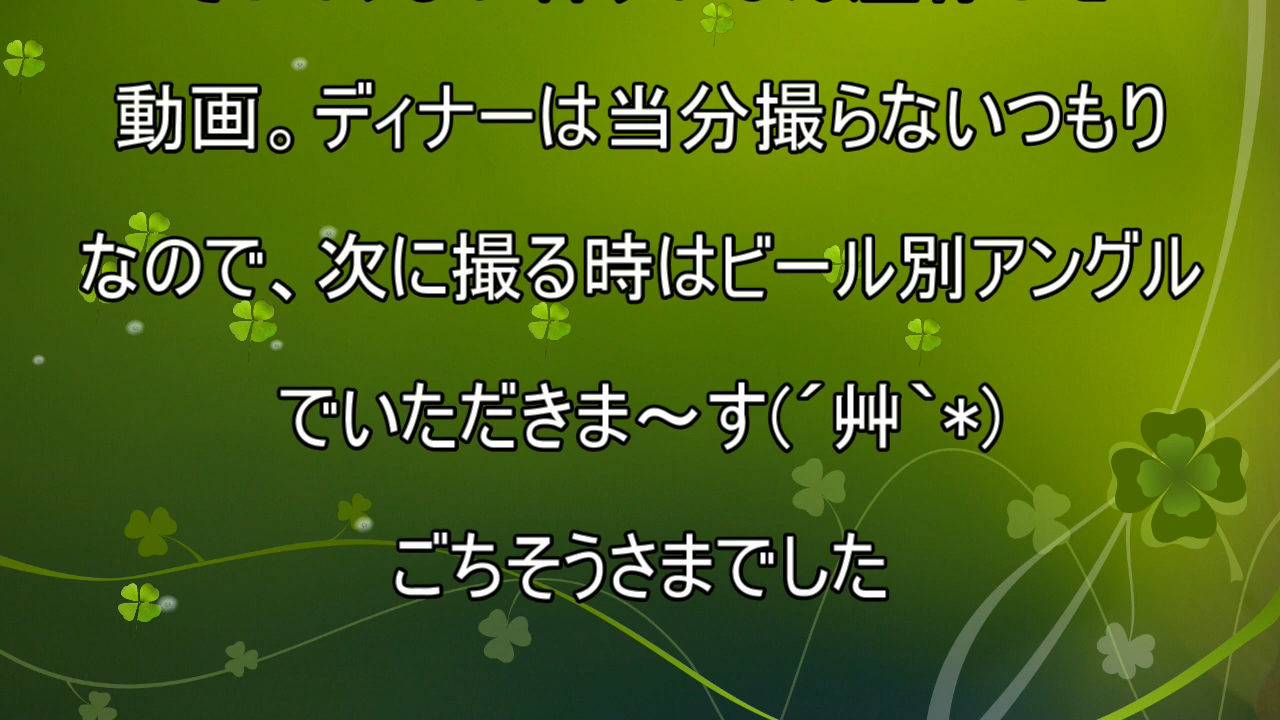 動画。ディナーは当分撮らないつもり
なので、次に撮る時はビール別アングル
でいただきま～す(´艸｀*)
ごちそうさまでした